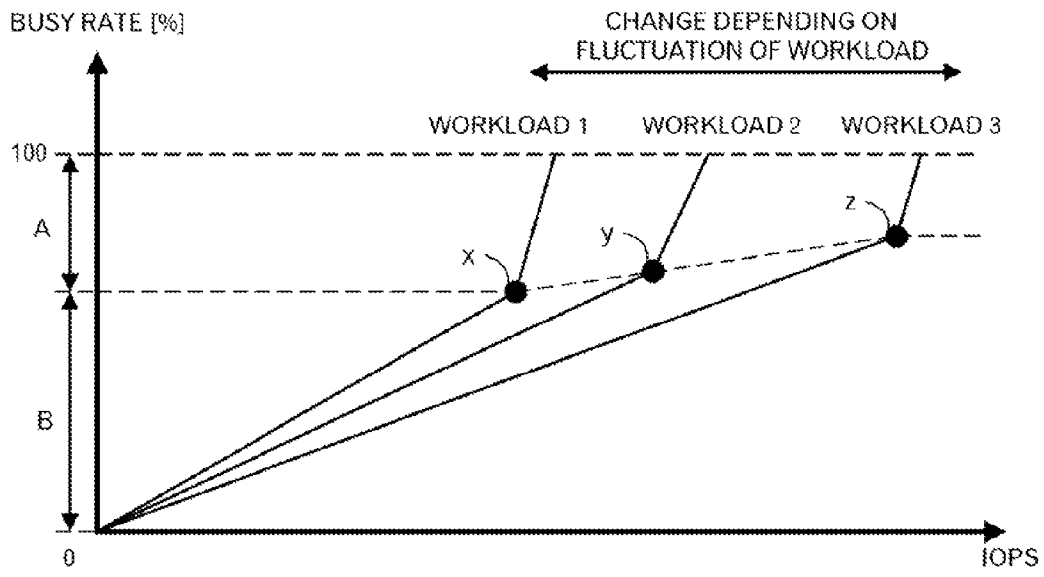 BUSY RATE [%]
CHANGE DEPENDING ON
FLUCTUATION OF WORKLOAD
WORKLOAD 1
WORKLOAD 2
WORKLOAD 3
100
A
x
y
z
B
0
IOPS